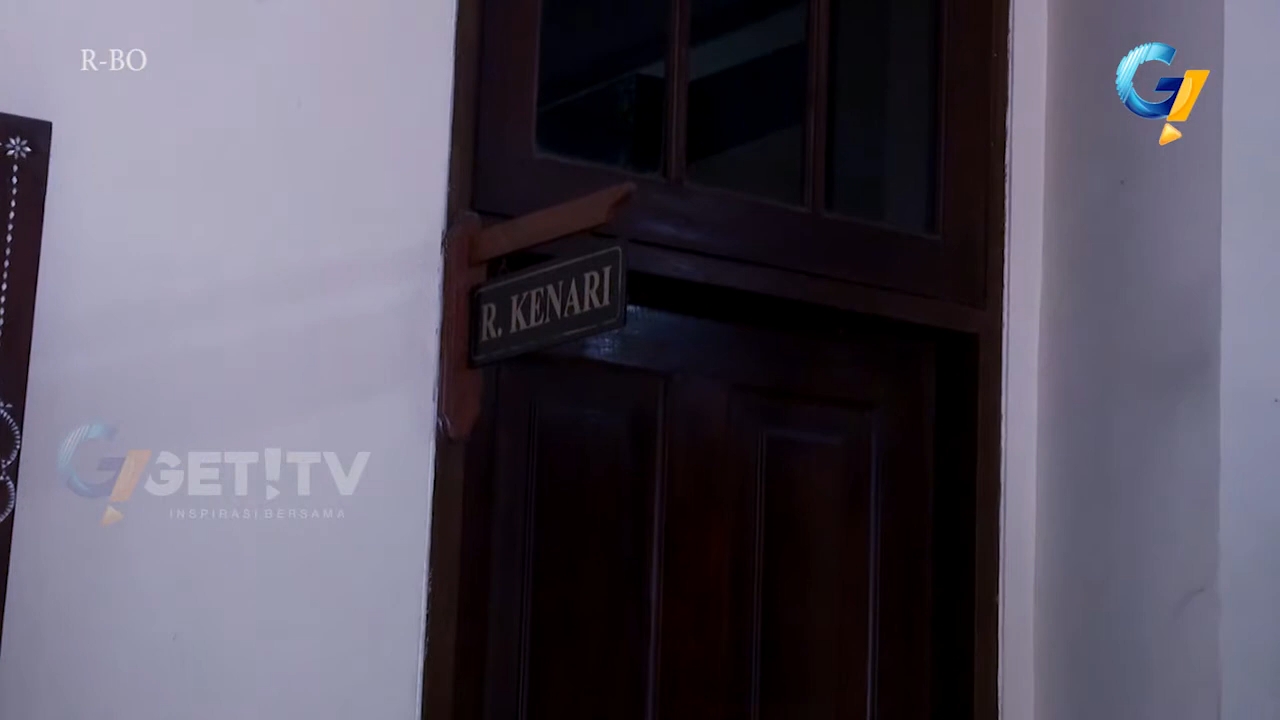 R-BO
G!
R. KENARI
G! GET!TV
INSPIRASI BERSAMA